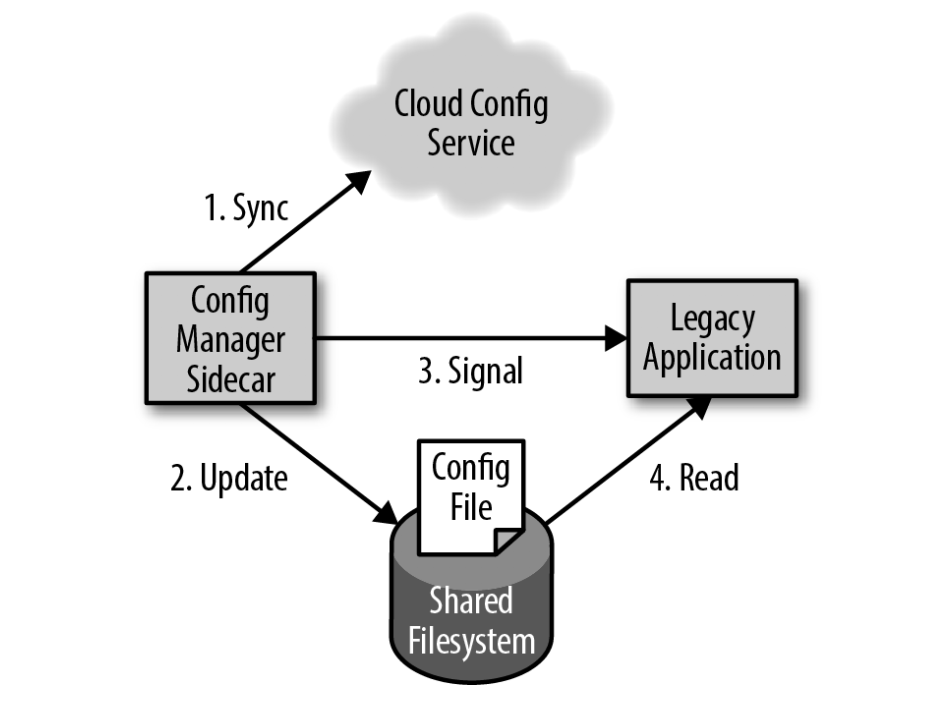 Cloud Config
Service
1. Sync
Config
Manager
Sidecar
3. Signal
Legacy
Application
2. Update
Config
File
4. Read
Shared
Filesystem